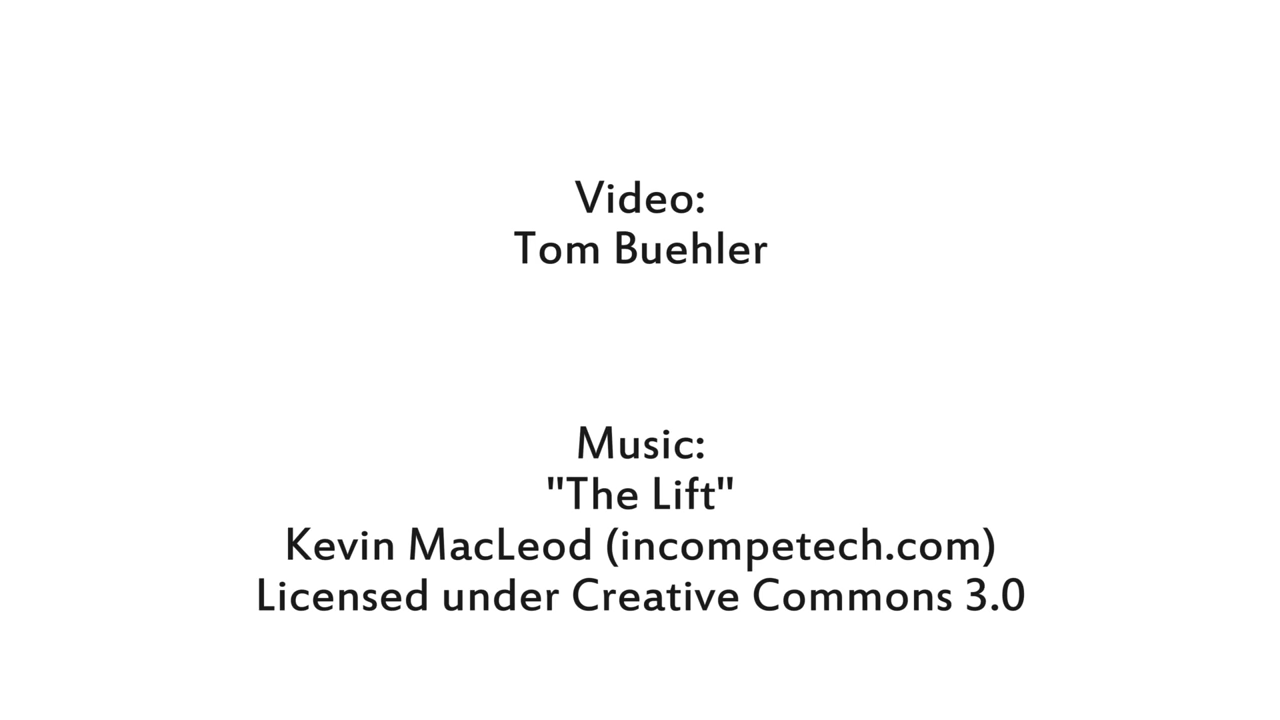 Video:
Tom Buehler
Music:
"The Lift"
Kevin MacLeod (incompetech.com)
Licensed under Creative Commons 3.0